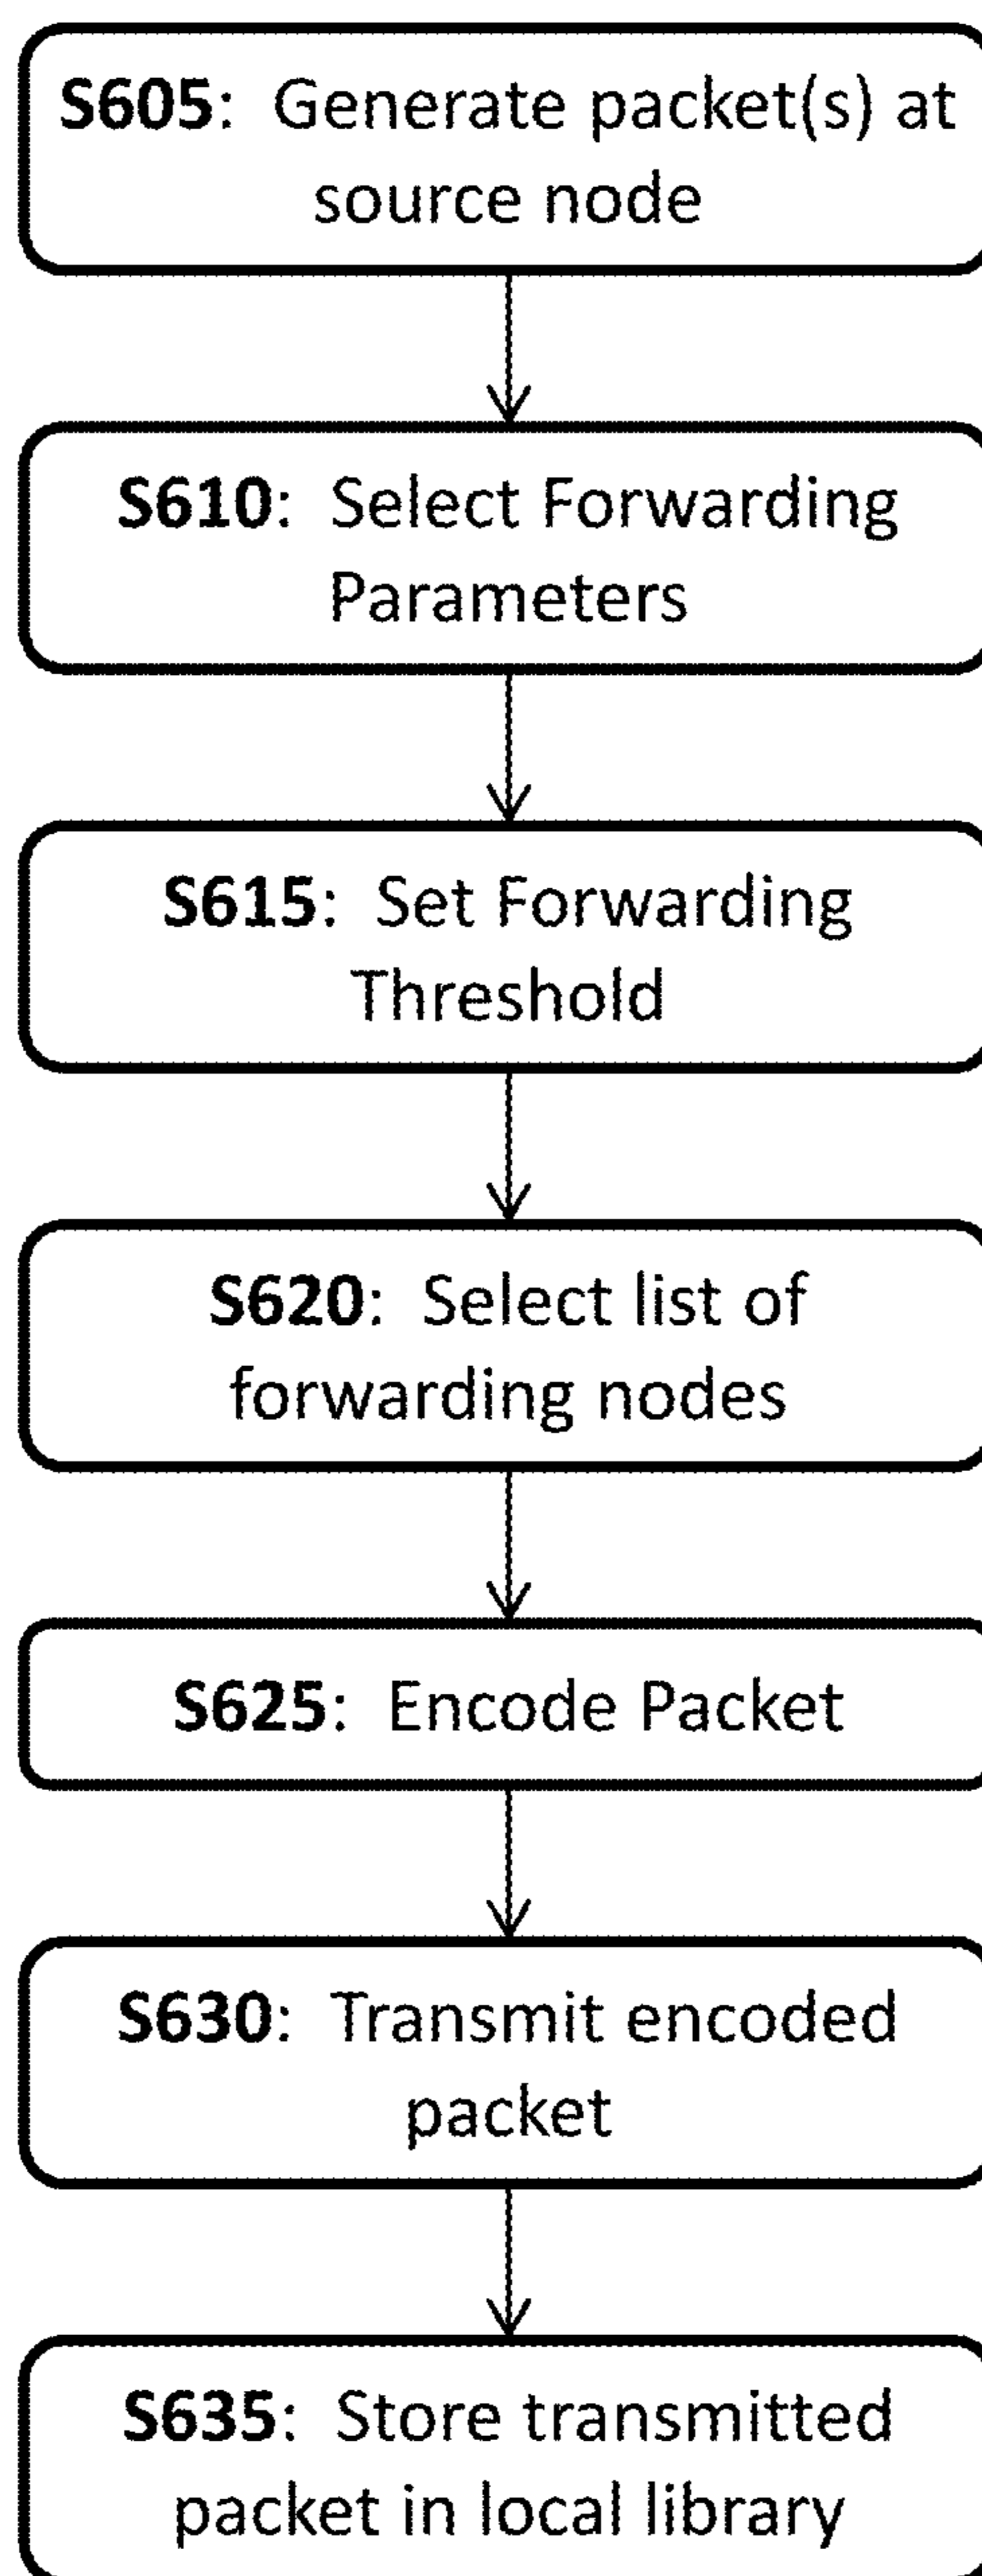 S605: Generate packet(s) at
source node
S610: Select Forwarding
Parameters
S615: Set Forwarding
Threshold
S620: Select list of
forwarding nodes
S625: Encode Packet
S630: Transmit encoded
packet
S635: Store transmitted
packet in local library